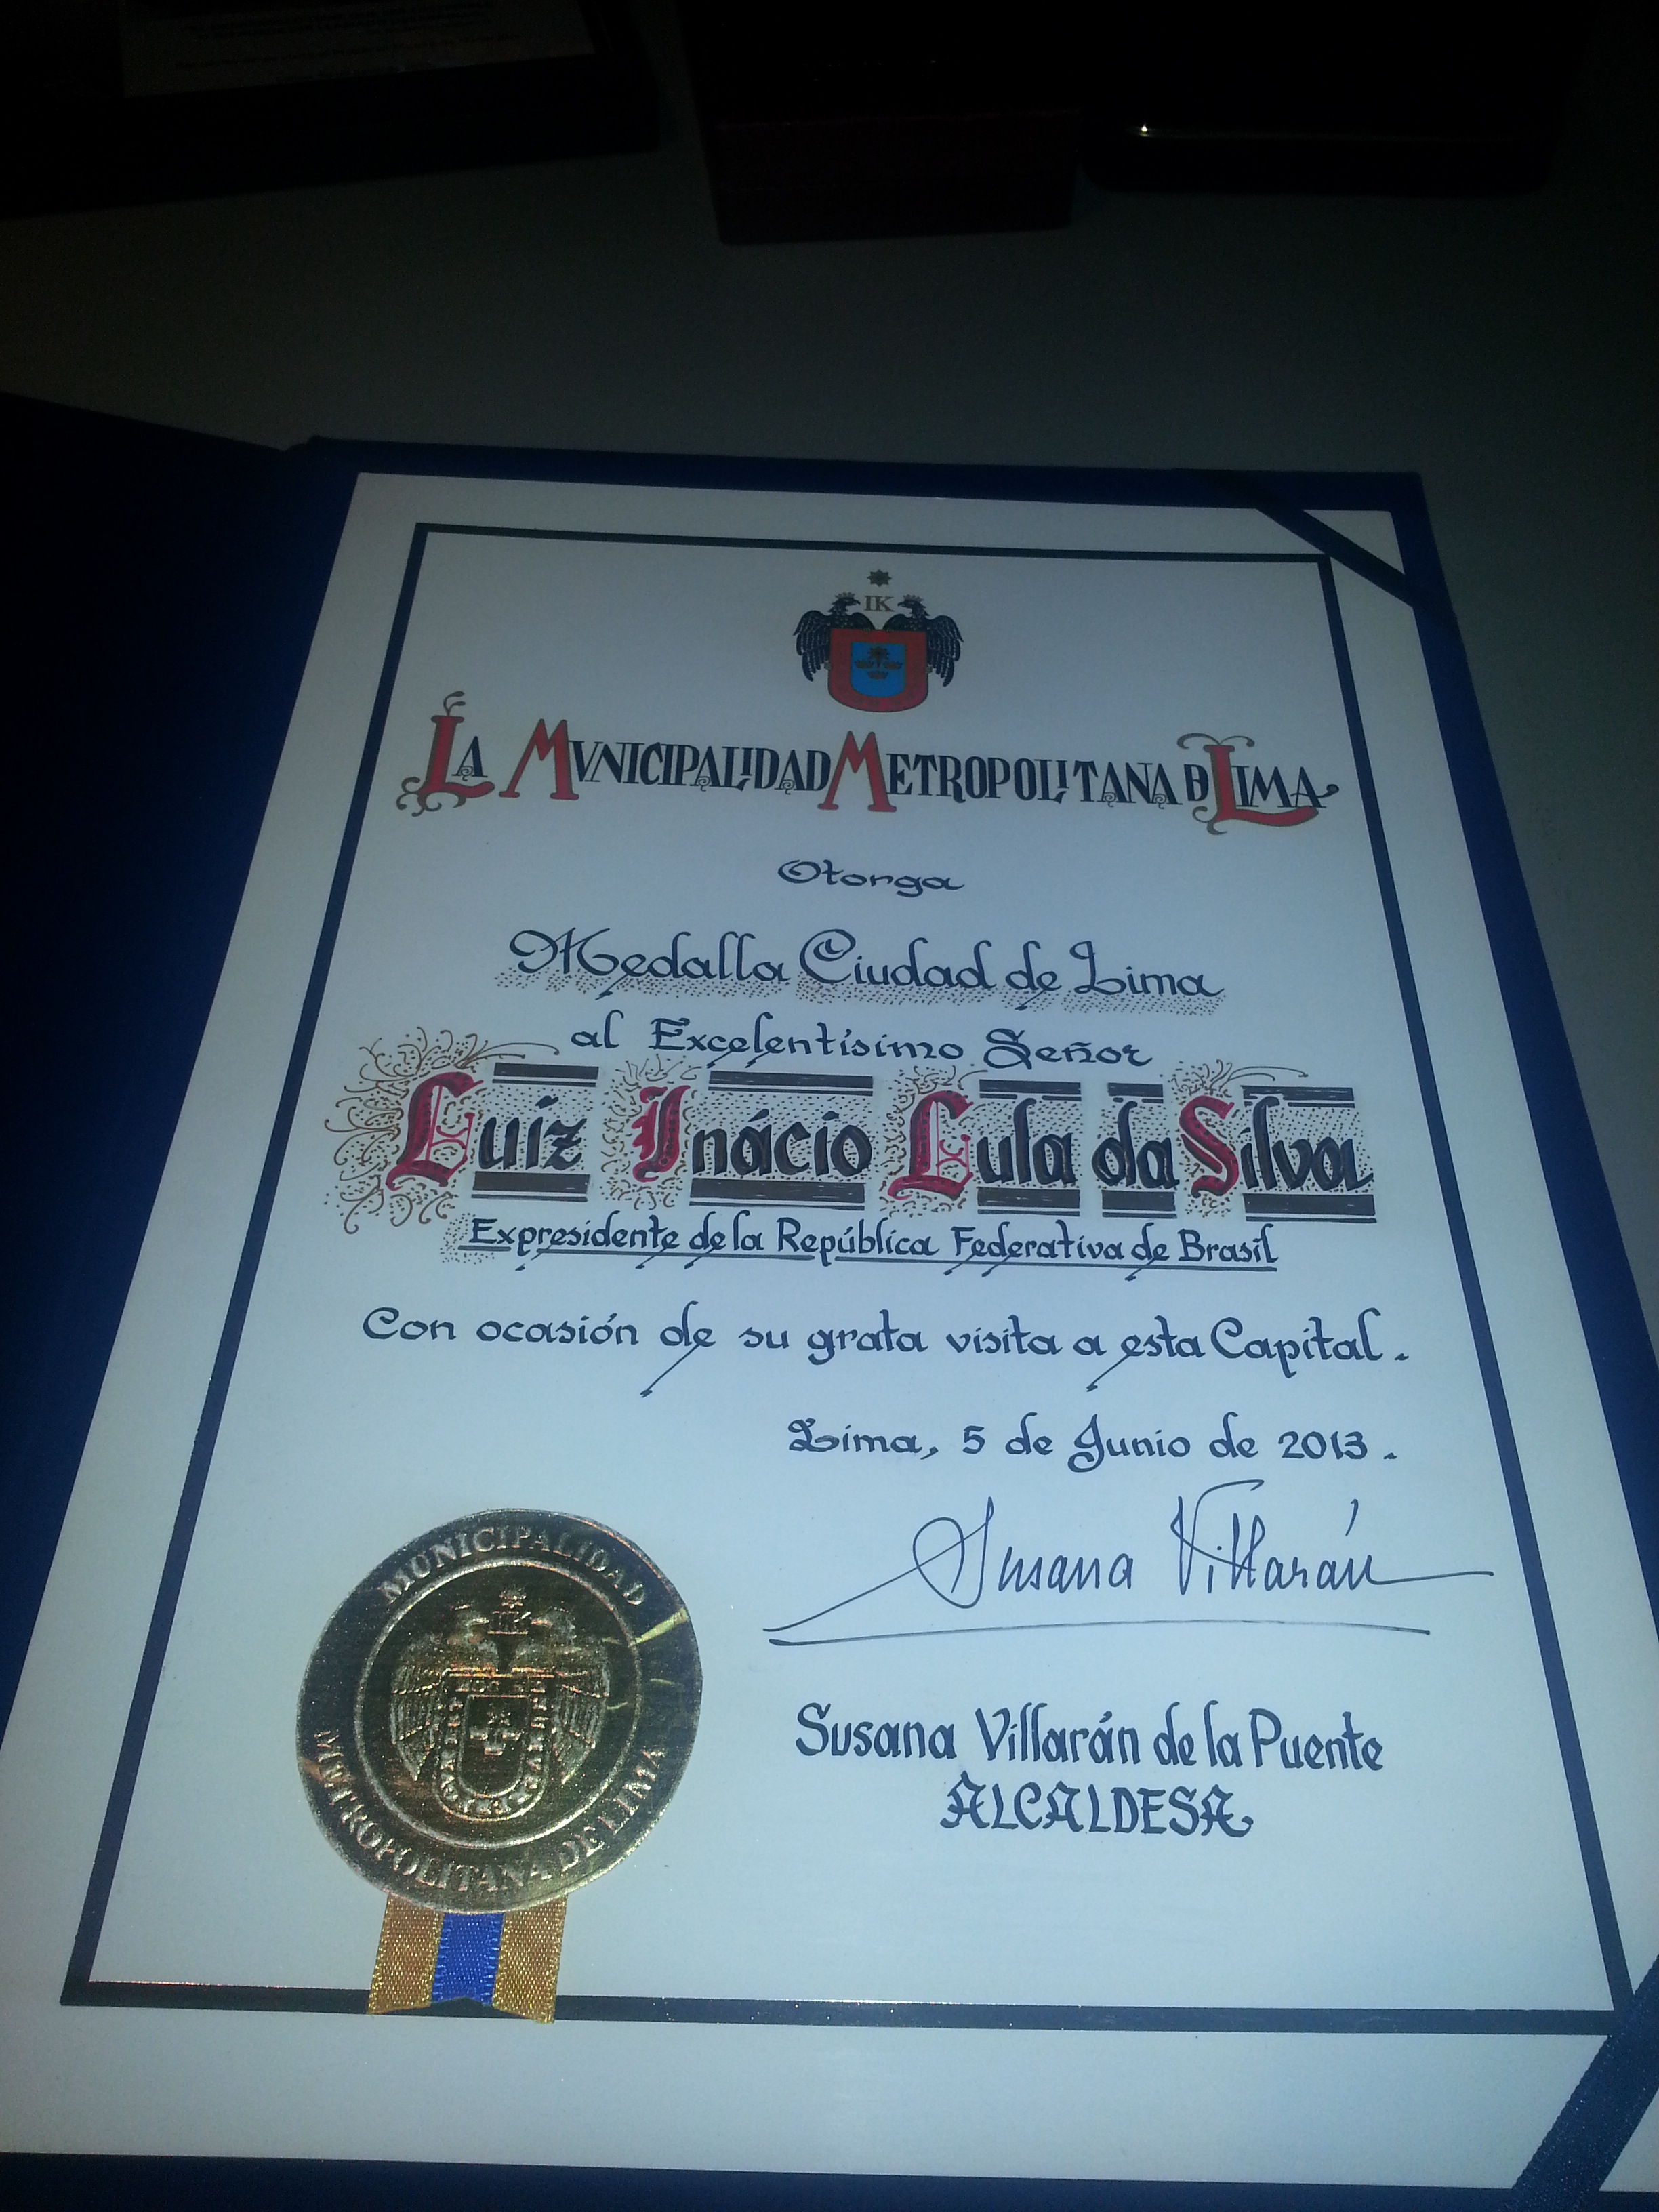 IK
LA MVNICIPALIDAD METROPOLITANA DE LIMA
Otorga
Medalla Ciudad de Lima
al Excelentísimo Señor
Luiz Inácio Lula da Silva
Expresidente de la República Federativa de Brasil
Con ocasión de su grata visita a esta Capital.
Lima, 5 de Junio de 2013.
Susana Villarán
Susana Villarán de la Puente
ALCALDESA
MUNICIPALIDAD
METROPOLITANA DE LIMA
IK